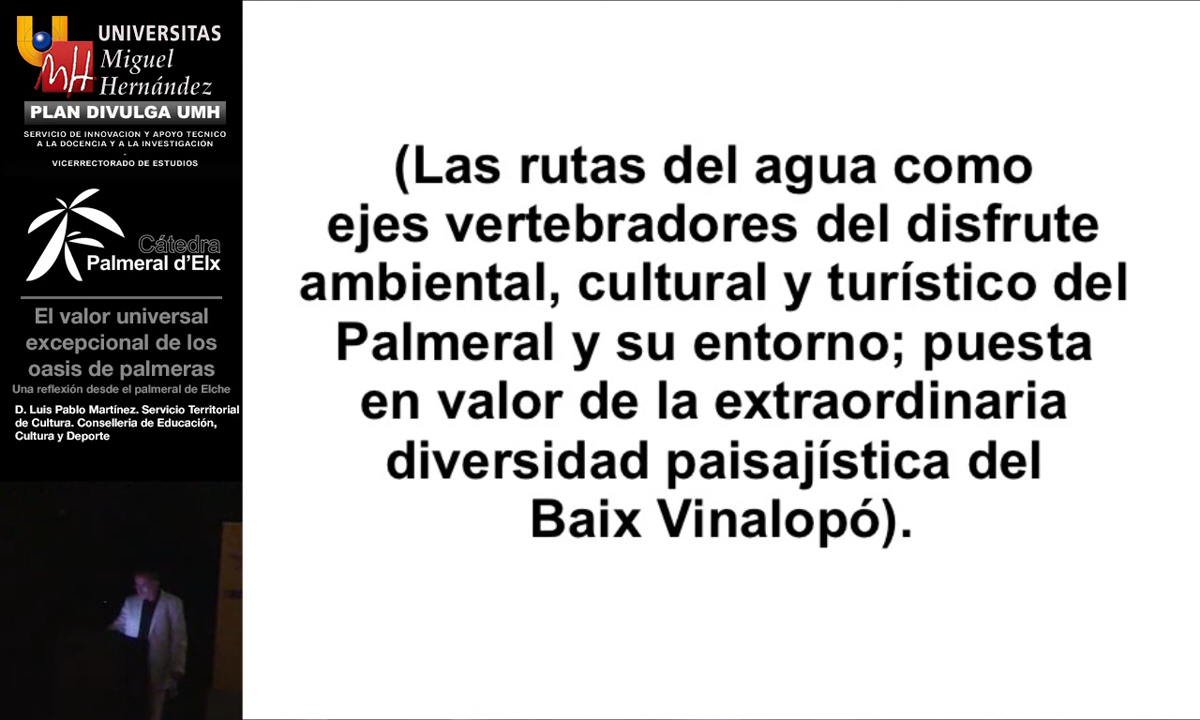 UNIVERSITAS
Miguel
Hernández
PLAN DIVULGA UMH
SERVICIO DE INNOVACION Y APOYO TECNICO
A LA DOCENCIA Y A LA INVESTIGACION
-
VICERRECTORADO DE ESTUDIOS
Cátedra
Palmeral d'Elx
El valor universal
excepcional de los
oasis de palmeras
Una reflexión desde el palmeral de Elche
D. Luis Pablo Martínez. Servicio Territorial
de Cultura. Conselleria de Educación,
Cultura y Deporte
(Las rutas del agua como
ejes vertebradores del disfrute
ambiental, cultural y turístico del
Palmeral y su entorno; puesta
en valor de la extraordinaria
diversidad paisajística del
Baix Vinalopó).